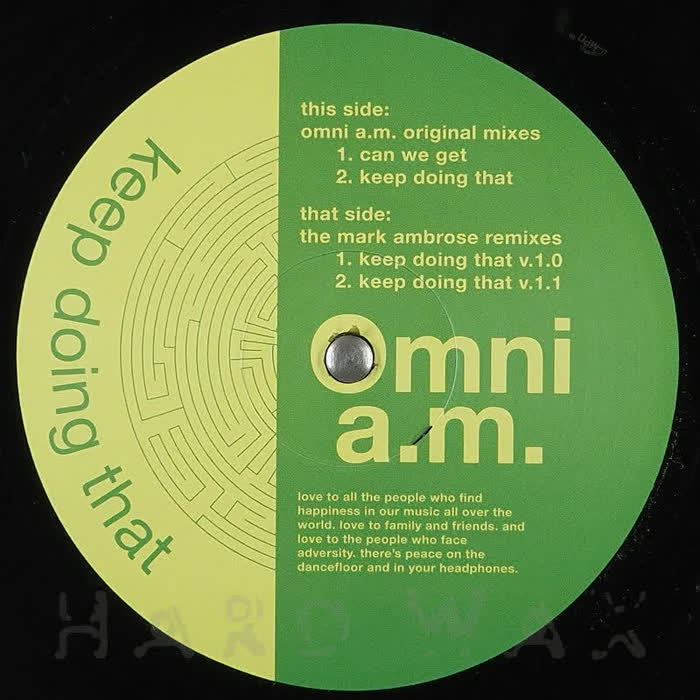 keep doing that
this side:
omni a.m. original mixes
1. can we get
2. keep doing that
that side:
the mark ambrose remixes
1. keep doing that v.1.0
2. keep doing that v.1.1
Omni
a.m.
love to all the people who find
happiness in our music all over the
world. love to family and friends. and
love to the people who face
adversity. there's peace on the
dancefloor and in your headphones.
HARD WAX